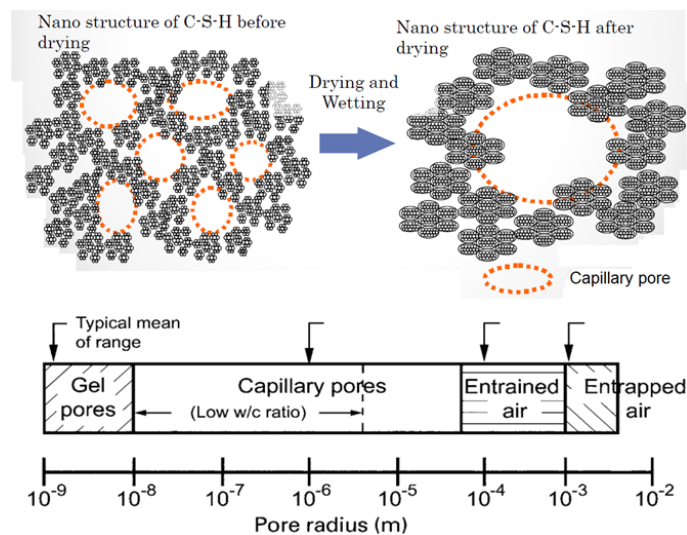 Nano structure of C-S-H before
drying
Nano structure of C-S-H after
drying
Drying and
Wetting
Capillary pore
Typical mean
of range
Gel
pores
Capillary pores
(Low w/c ratio)
Entrained
air
Entrapped
air
10-9
10-8
10-7
10-6
10-5
10-4
10-3
10-2
Pore radius (m)